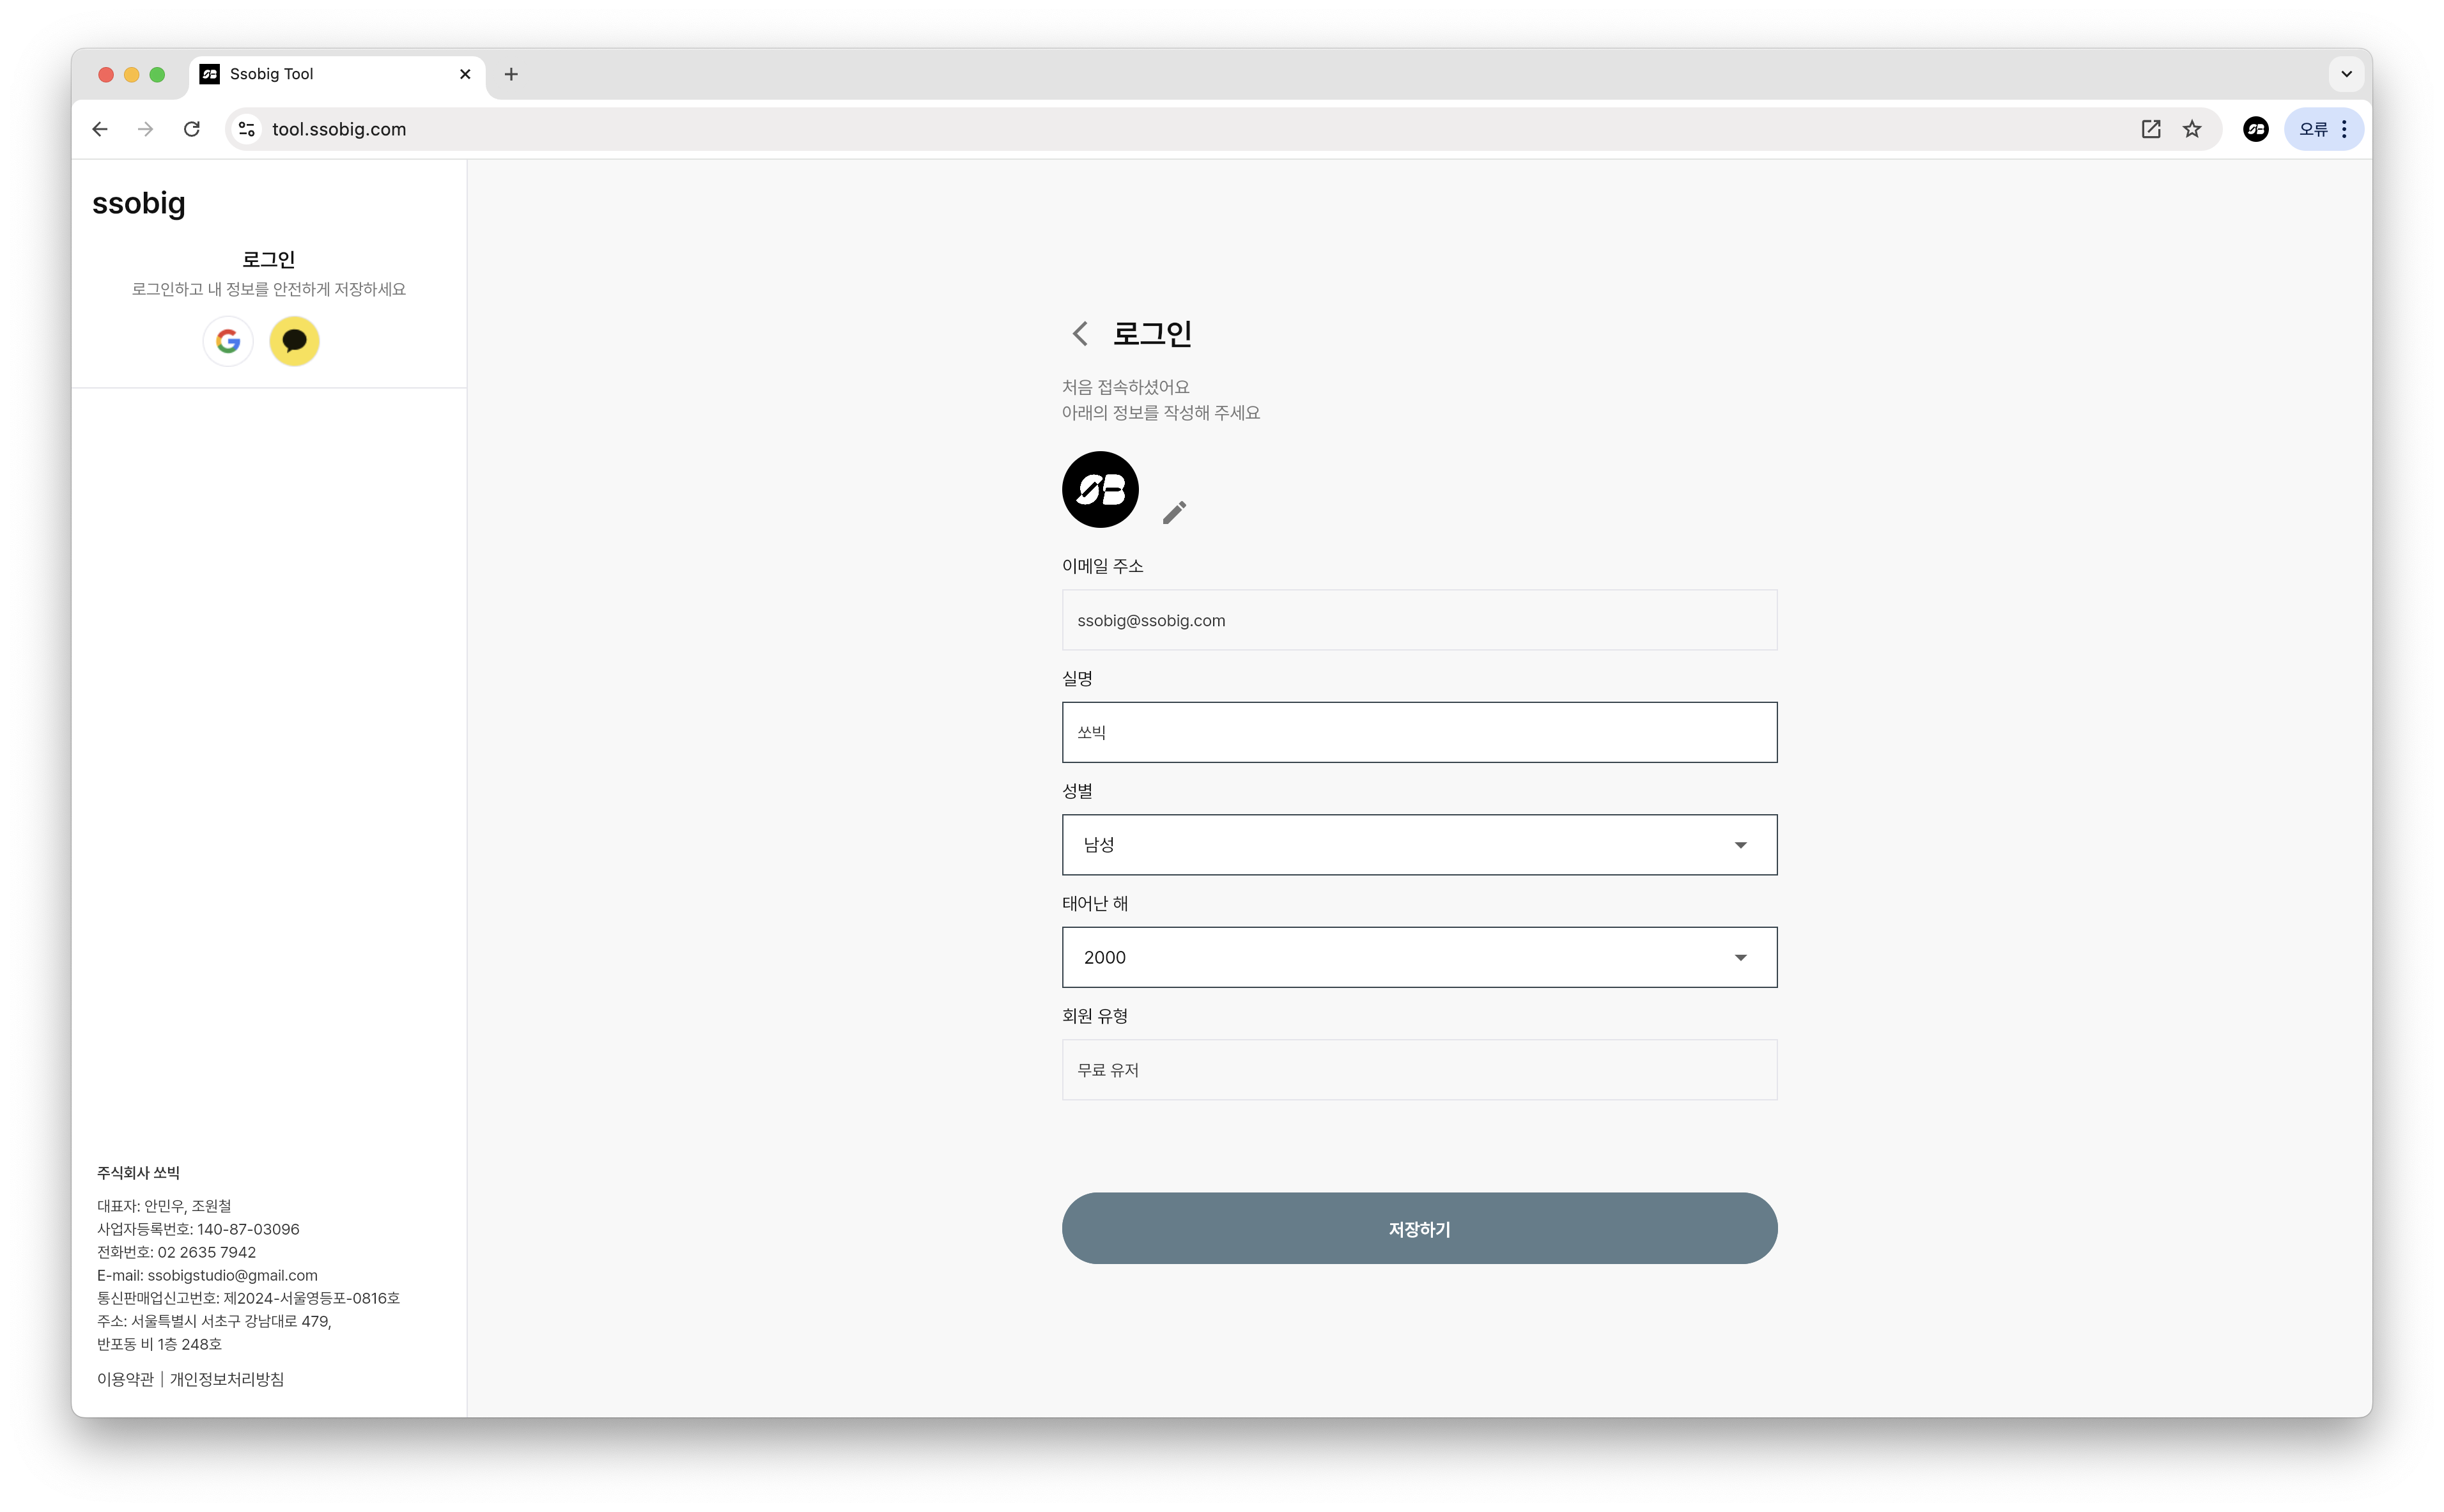 Ssobig Tool
tool.ssobig.com
오류
ssobig
로그인
로그인하고 내 정보를 안전하게 저장하세요
로그인
처음 접속하셨어요
아래의 정보를 작성해 주세요
SB
이메일 주소
ssobig@ssobig.com
실명
쏘빅
성별
남성
태어난 해
2000
회원 유형
무료 유저
저장하기
주식회사 쏘빅
대표자: 안민우, 조원철
사업자등록번호: 140-87-03096
전화번호: 02 2635 7942
E-mail: ssobigstudio@gmail.com
통신판매업신고번호: 제2024-서울영등포-0816호
주소: 서울특별시 서초구 강남대로 479,
반포동 비 1층 248호
이용약관 | 개인정보처리방침